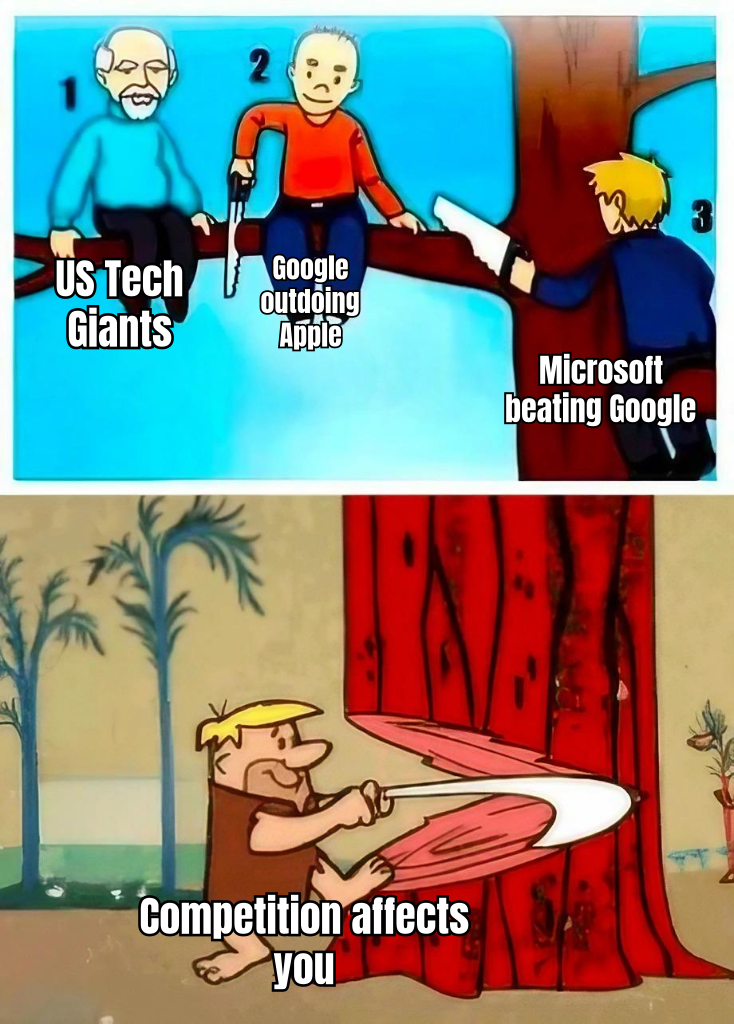 1
2
3
US Tech
Giants
Google
outdoing
Apple
Microsoft
beating Google
Competition affects
you